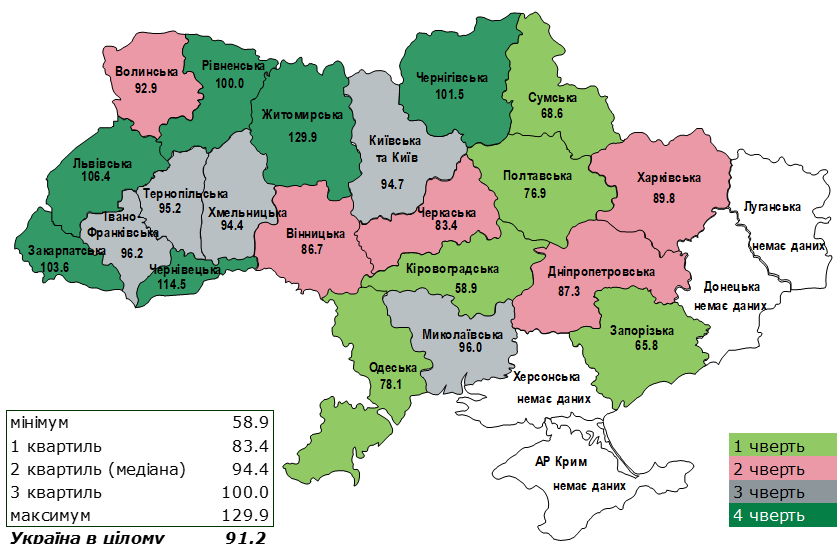 Волинська
92.9
Рівненська
100.0
Житомирська
129.9
Чернігівська
101.5
Сумська
68.6
Київська
та Київ
94.7
Львівська
106.4
Тернопільська
95.2
Хмельницька
94.4
Івано
Франківська
96.2
Закарпатська
103.6
Чернівецька
114.5
Вінницька
86.7
Черкаська
83.4
Полтавська
76.9
Харківська
89.8
Луганська
немає даних
Донецька
немає даних
Кіровоградська
58.9
Дніпропетровська
87.3
Запорізька
65.8
Миколаївська
96.0
Одеська
78.1
Херсонська
немає даних
АР Крим
немає даних
мінімум 58.9
1 квартиль 83.4
2 квартиль (медіана) 94.4
3 квартиль 100.0
максимум 129.9
Україна в цілому 91.2
1 чверть
2 чверть
3 чверть
4 чверть